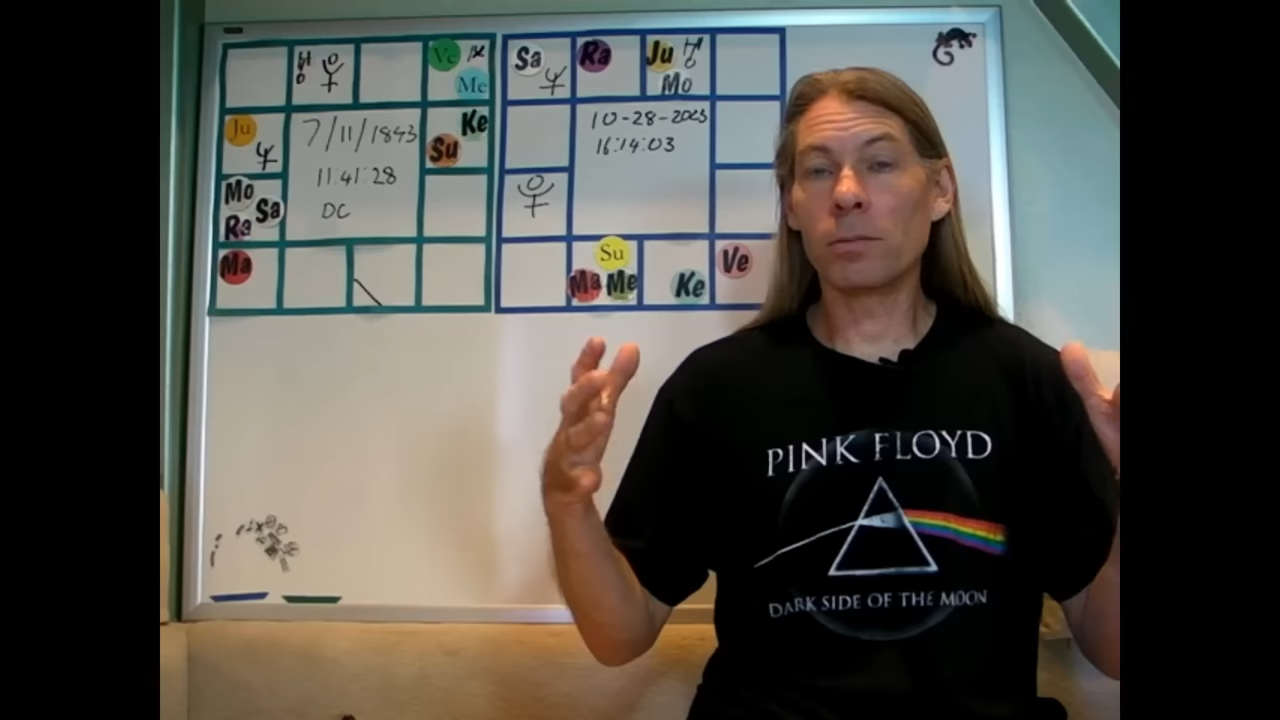 Ve
Me
Ju
7/11/1843
Ke
Su
11:41:28
Mo
Sa
Ra
DC
Ma
Sa
Ra
Ju
Mo
10-28-2023
16:14:03
Su
Ma Me
Ke
Ve
PINK FLOYD
DARK SIDE OF THE MOON